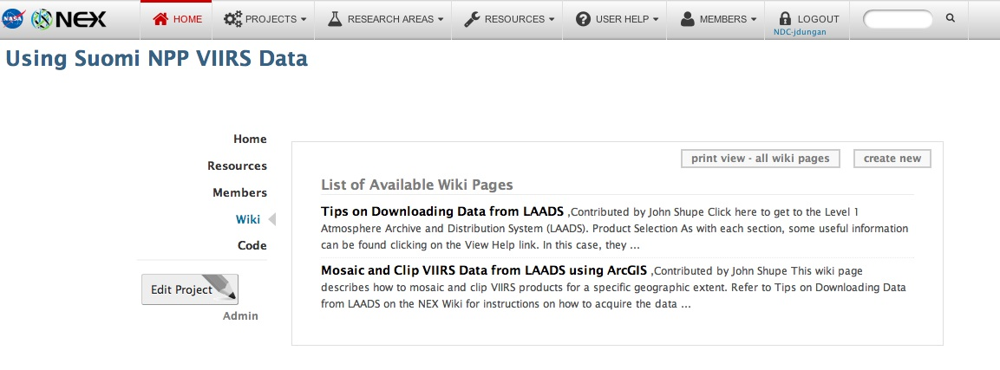 NASA NEX HOME PROJECTS RESEARCH AREAS RESOURCES USER HELP MEMBERS LOGOUT
NDC-jdungan
Using Suomi NPP VIIRS Data
Home
Resources
Members
Wiki
Code
Edit Project
Admin
print view - all wiki pages create new
List of Available Wiki Pages
Tips on Downloading Data from LAADS ,Contributed by John Shupe Click here to get to the Level 1
Atmosphere Archive and Distribution System (LAADS). Product Selection As with each section, some useful information
can be found clicking on the View Help link. In this case, they ...
Mosaic and Clip VIIRS Data from LAADS using ArcGIS ,Contributed by John Shupe This wiki page
describes how to mosaic and clip VIIRS products for a specific geographic extent. Refer to Tips on Downloading Data
from LAADS on the NEX Wiki for instructions on how to acquire the data ...